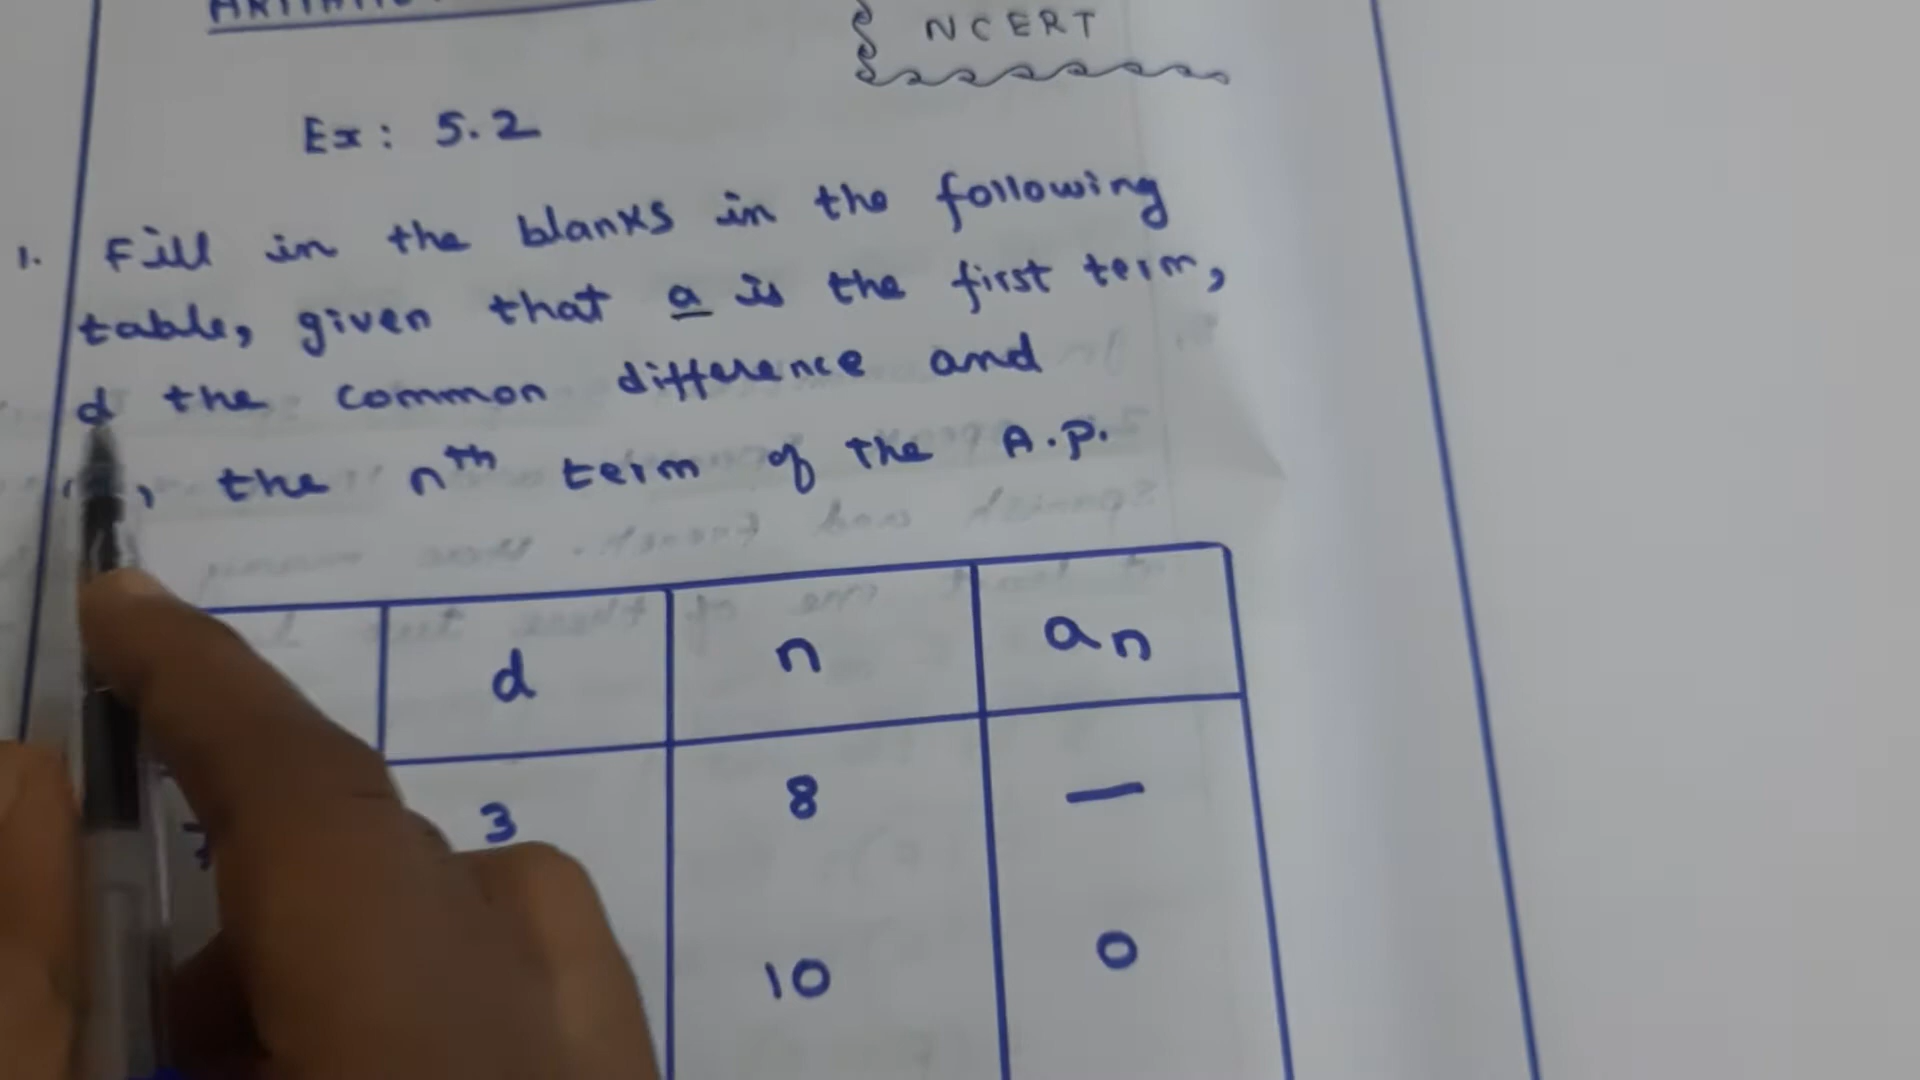 NCERT
Ex: 5.2
1. Fill in the blanks in the following
table, given that a is the first term,
d the common difference and
, the nth term of the A.P.
d n an
3 8 —
10 0